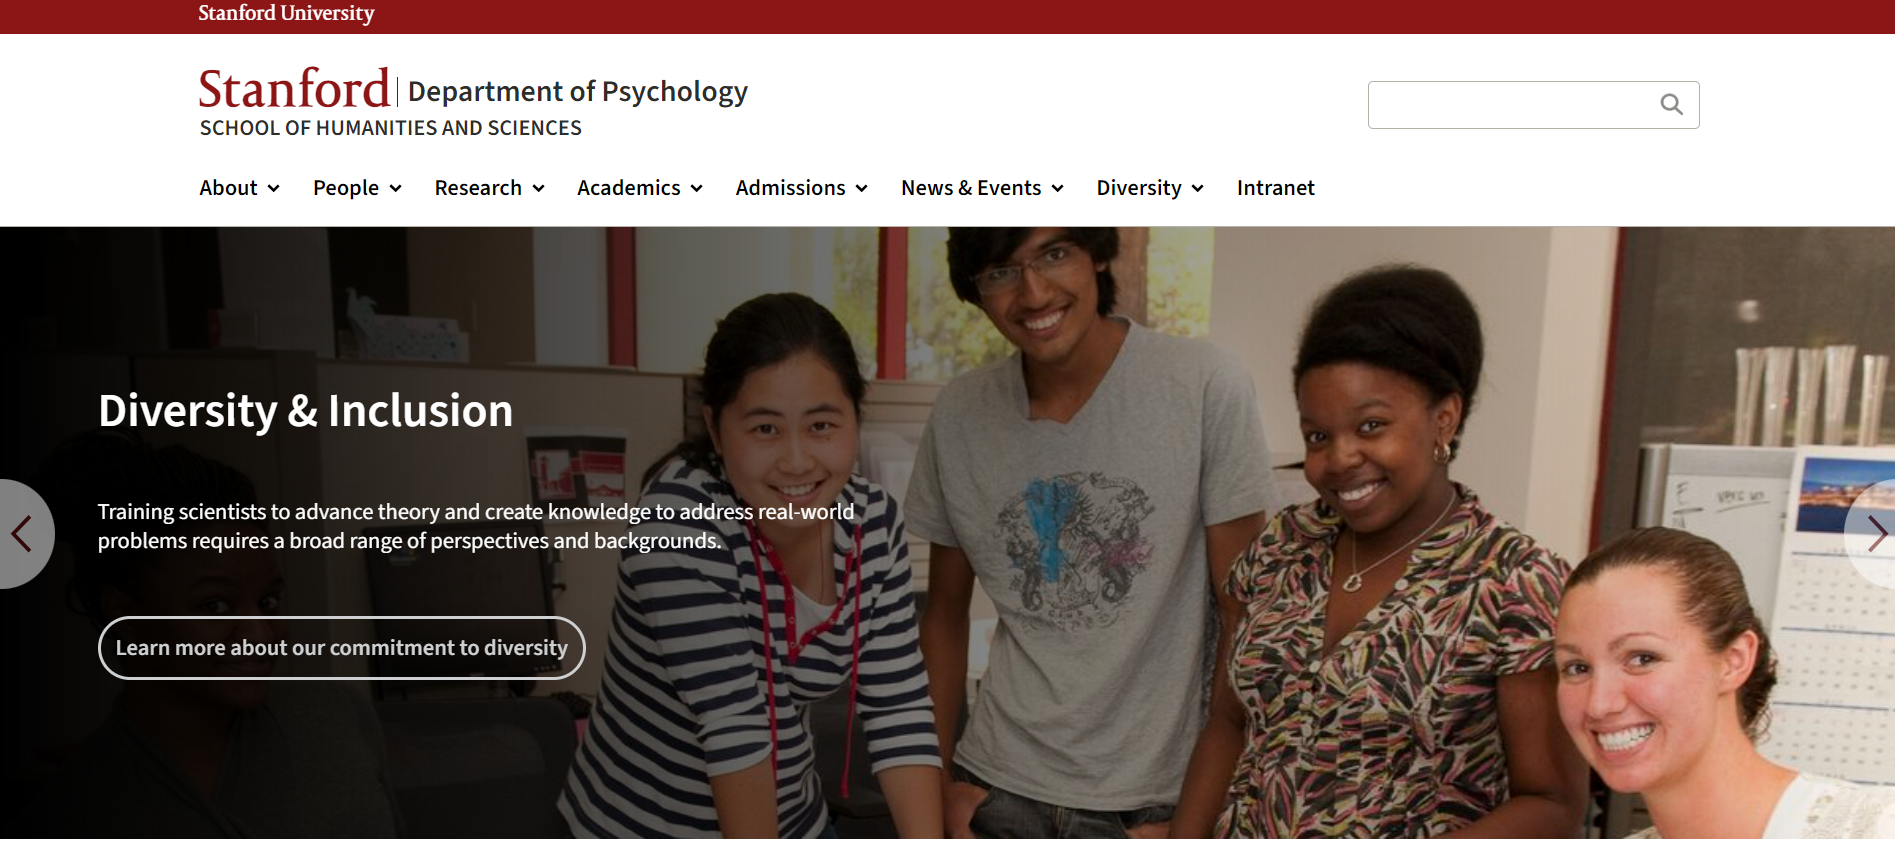 Stanford University
Stanford | Department of Psychology
SCHOOL OF HUMANITIES AND SCIENCES
About People Research Academics Admissions News & Events Diversity Intranet
Diversity & Inclusion
Training scientists to advance theory and create knowledge to address real-world
problems requires a broad range of perspectives and backgrounds.
Learn more about our commitment to diversity